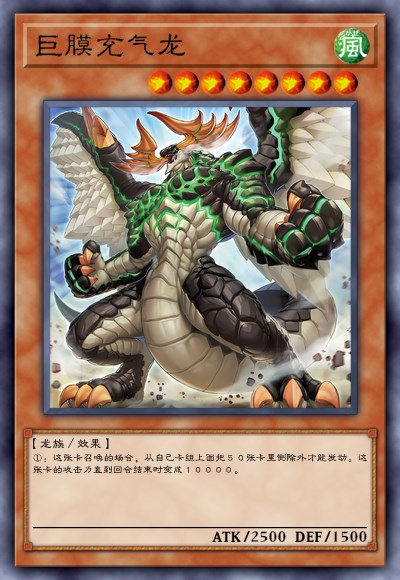 巨膜充气龙
風
【龙族／效果】
①：这张卡召唤的场合，从自己卡组上面把５０张卡里侧除外才能发动。这
张卡的攻击力直到回合结束时变成１００００。
ATK/2500 DEF/1500